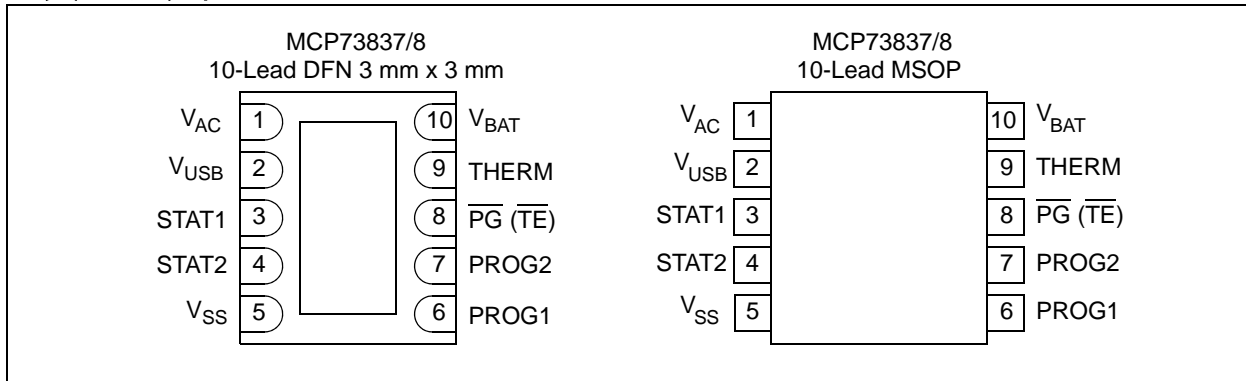 MCP73837/8
10-Lead DFN 3 mm x 3 mm
VAC 1 10 VBAT
VUSB 2 9 THERM
STAT1 3 8 PG (TE)
STAT2 4 7 PROG2
VSS 5 6 PROG1
MCP73837/8
10-Lead MSOP
VAC 1 10 VBAT
VUSB 2 9 THERM
STAT1 3 8 PG (TE)
STAT2 4 7 PROG2
VSS 5 6 PROG1